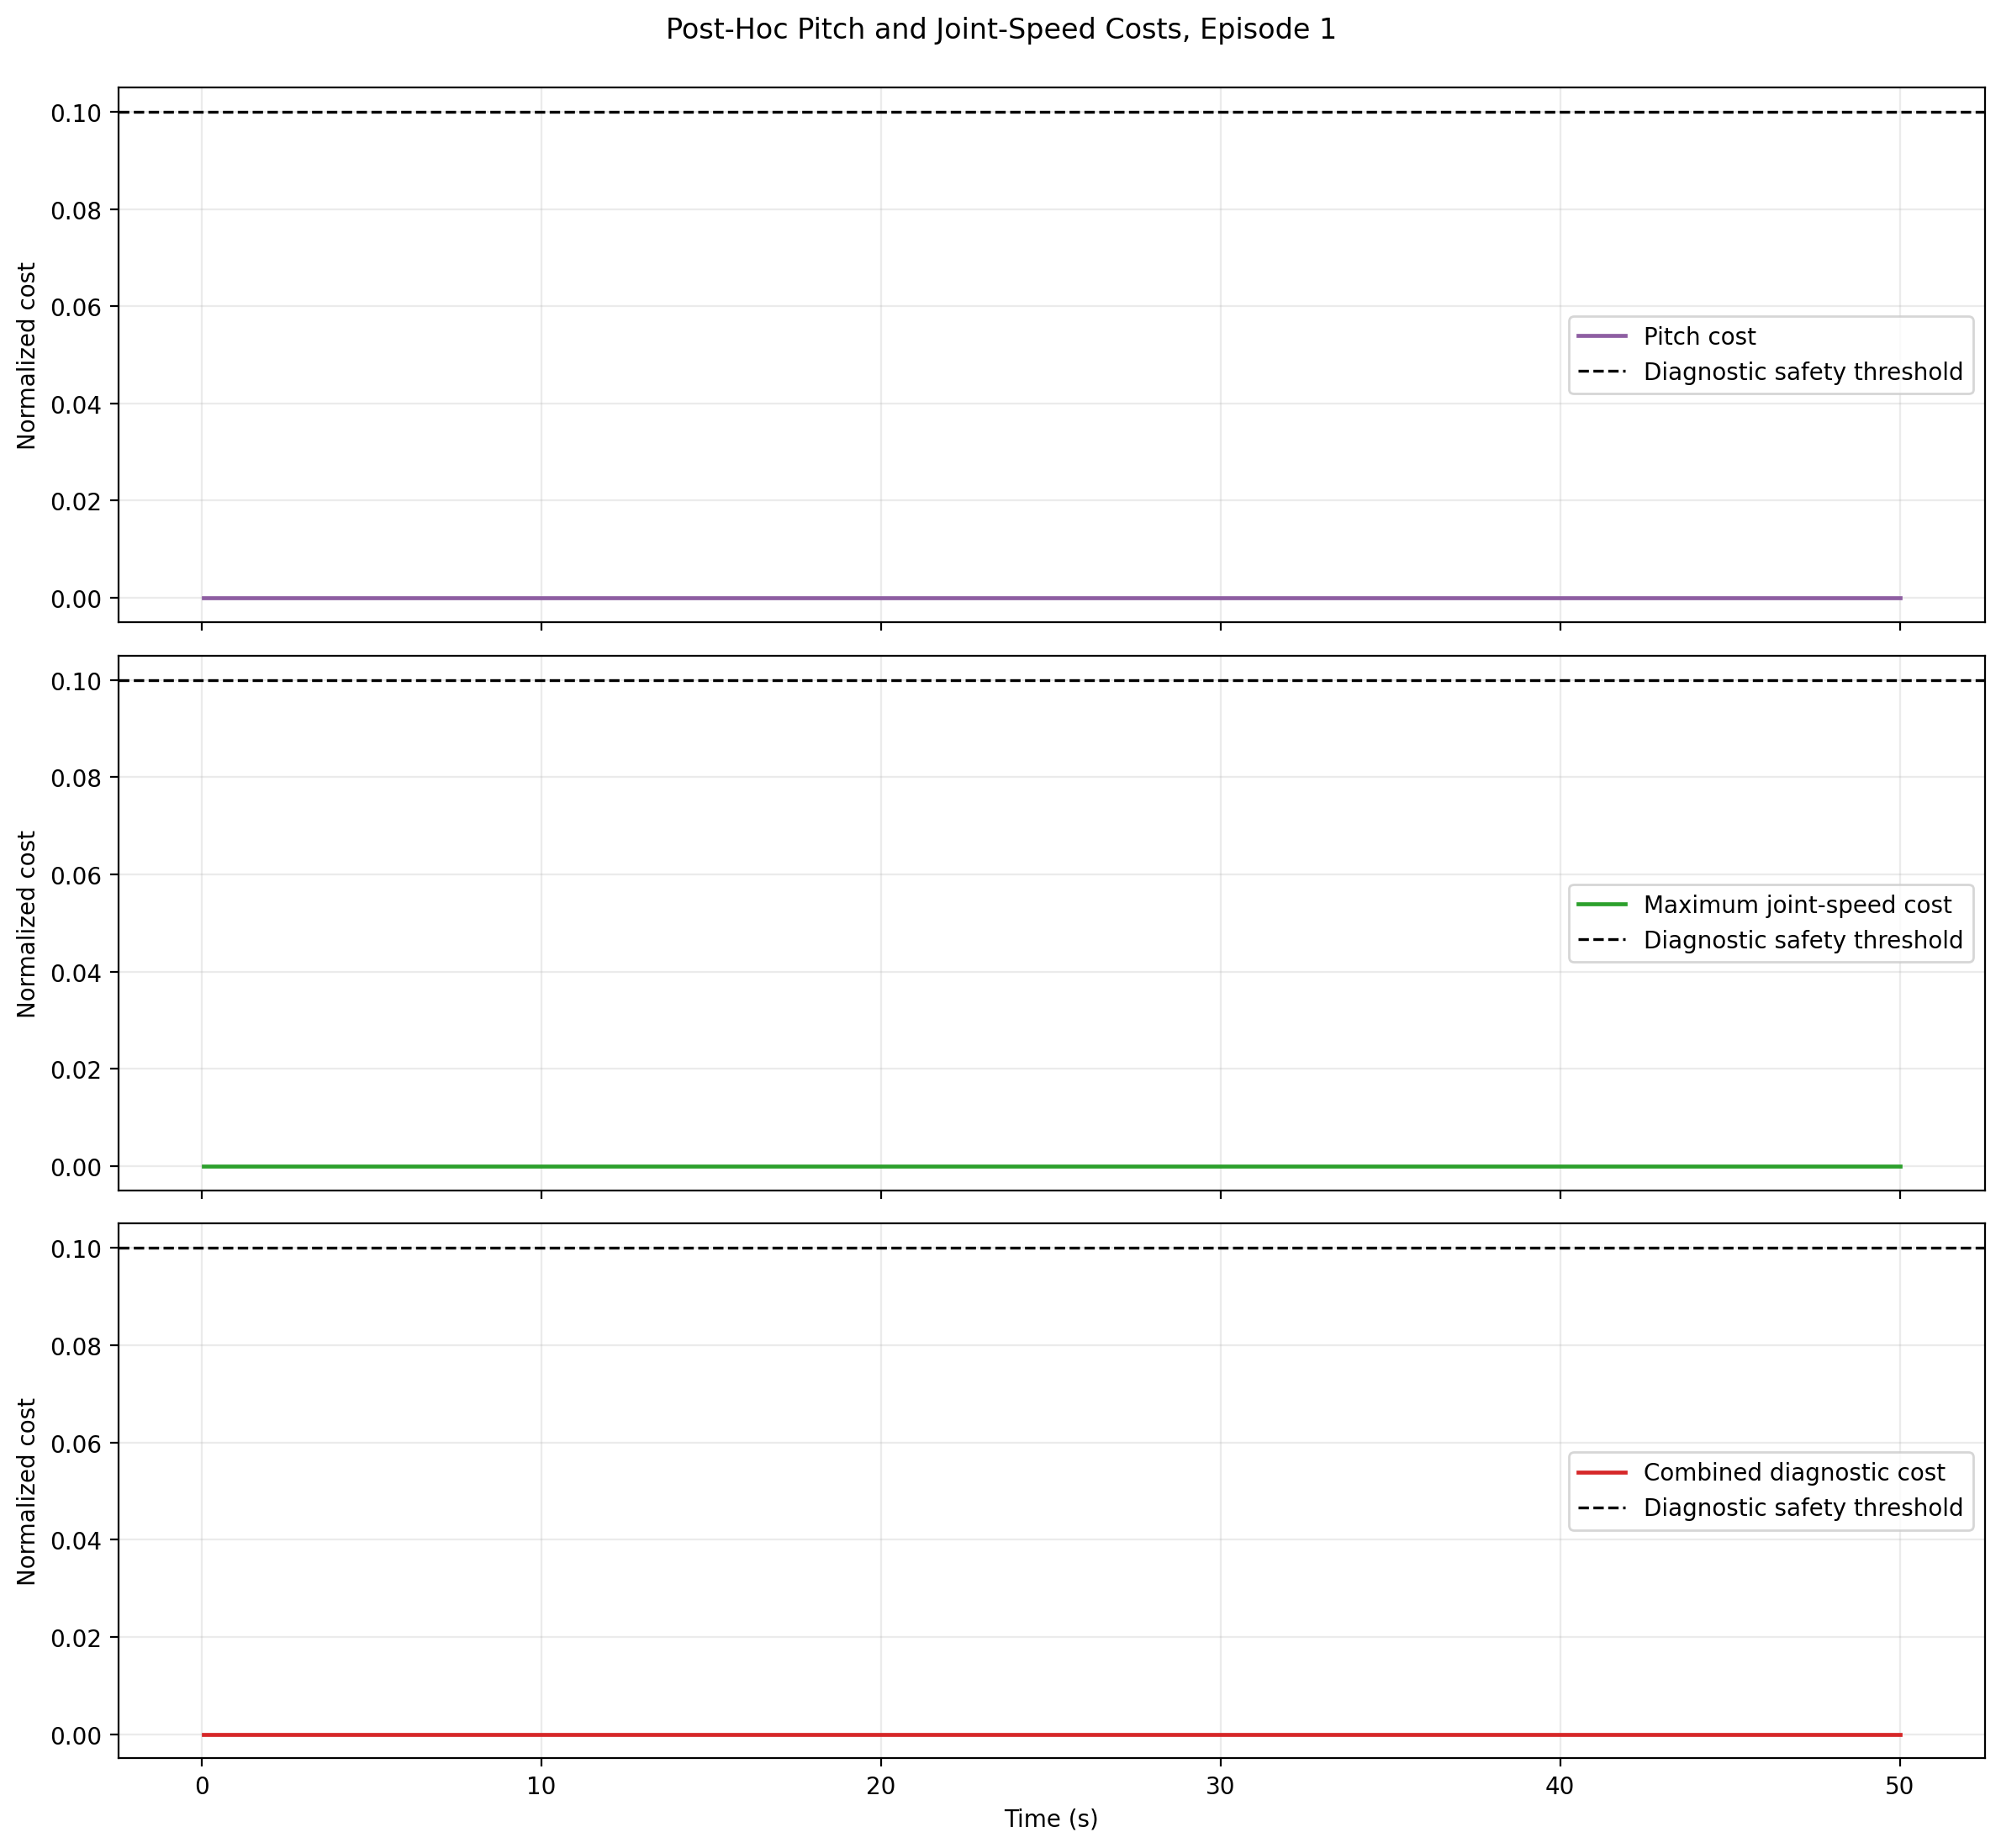 Post-Hoc Pitch and Joint-Speed Costs, Episode 1
0.10
0.08
0.06
0.04
0.02
0.00
Normalized cost
Pitch cost
Diagnostic safety threshold
0.10
0.08
0.06
0.04
0.02
0.00
Normalized cost
Maximum joint-speed cost
Diagnostic safety threshold
0.10
0.08
0.06
0.04
0.02
0.00
Normalized cost
Combined diagnostic cost
Diagnostic safety threshold
0 10 20 30 40 50
Time (s)